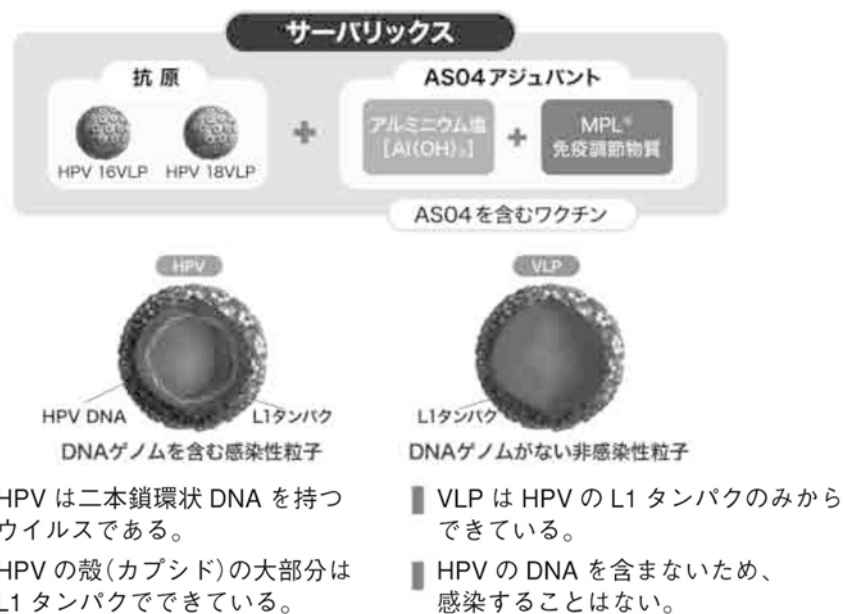 サーバリックス
抗原
AS04アジュバント
HPV 16VLP
HPV 18VLP
+
アルミニウム塩
[Al(OH)₃]
+
MPL®
免疫調節物質
AS04を含むワクチン
HPV
VLP
HPV DNA
L1タンパク
L1タンパク
DNAゲノムを含む感染性粒子
DNAゲノムがない非感染性粒子
HPV は二本鎖環状 DNA を持つ
ウイルスである。
HPV の殻(カプシド)の大部分は
L1 タンパクでできている。
VLP は HPV の L1 タンパクのみから
できている。
HPV の DNA を含まないため、
感染することはない。